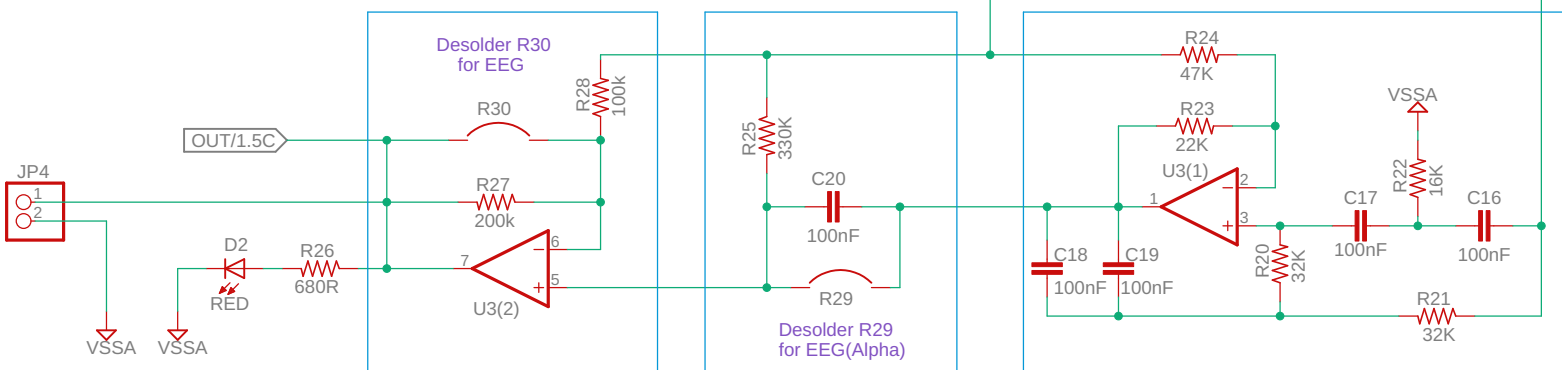 Desolder R30
for EEG
R30
R28
100k
OUT/1.5C
JP4
1
2
R27
200k
D2
RED
R26
680R
7
6
5
U3(2)
VSSA
VSSA
R25
330K
C20
100nF
R29
Desolder R29
for EEG(Alpha)
R24
47K
R23
22K
U3(1)
1
2
3
VSSA
R22
16K
C17
100nF
C16
100nF
C18
100nF
C19
100nF
R20
32K
R21
32K